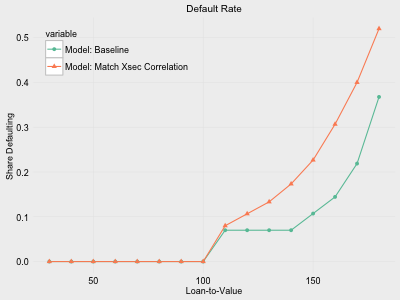 Default Rate
variable
Model: Baseline
Model: Match Xsec Correlation
Share Defaulting
0.5
0.4
0.3
0.2
0.1
0.0
50 100 150
Loan-to-Value